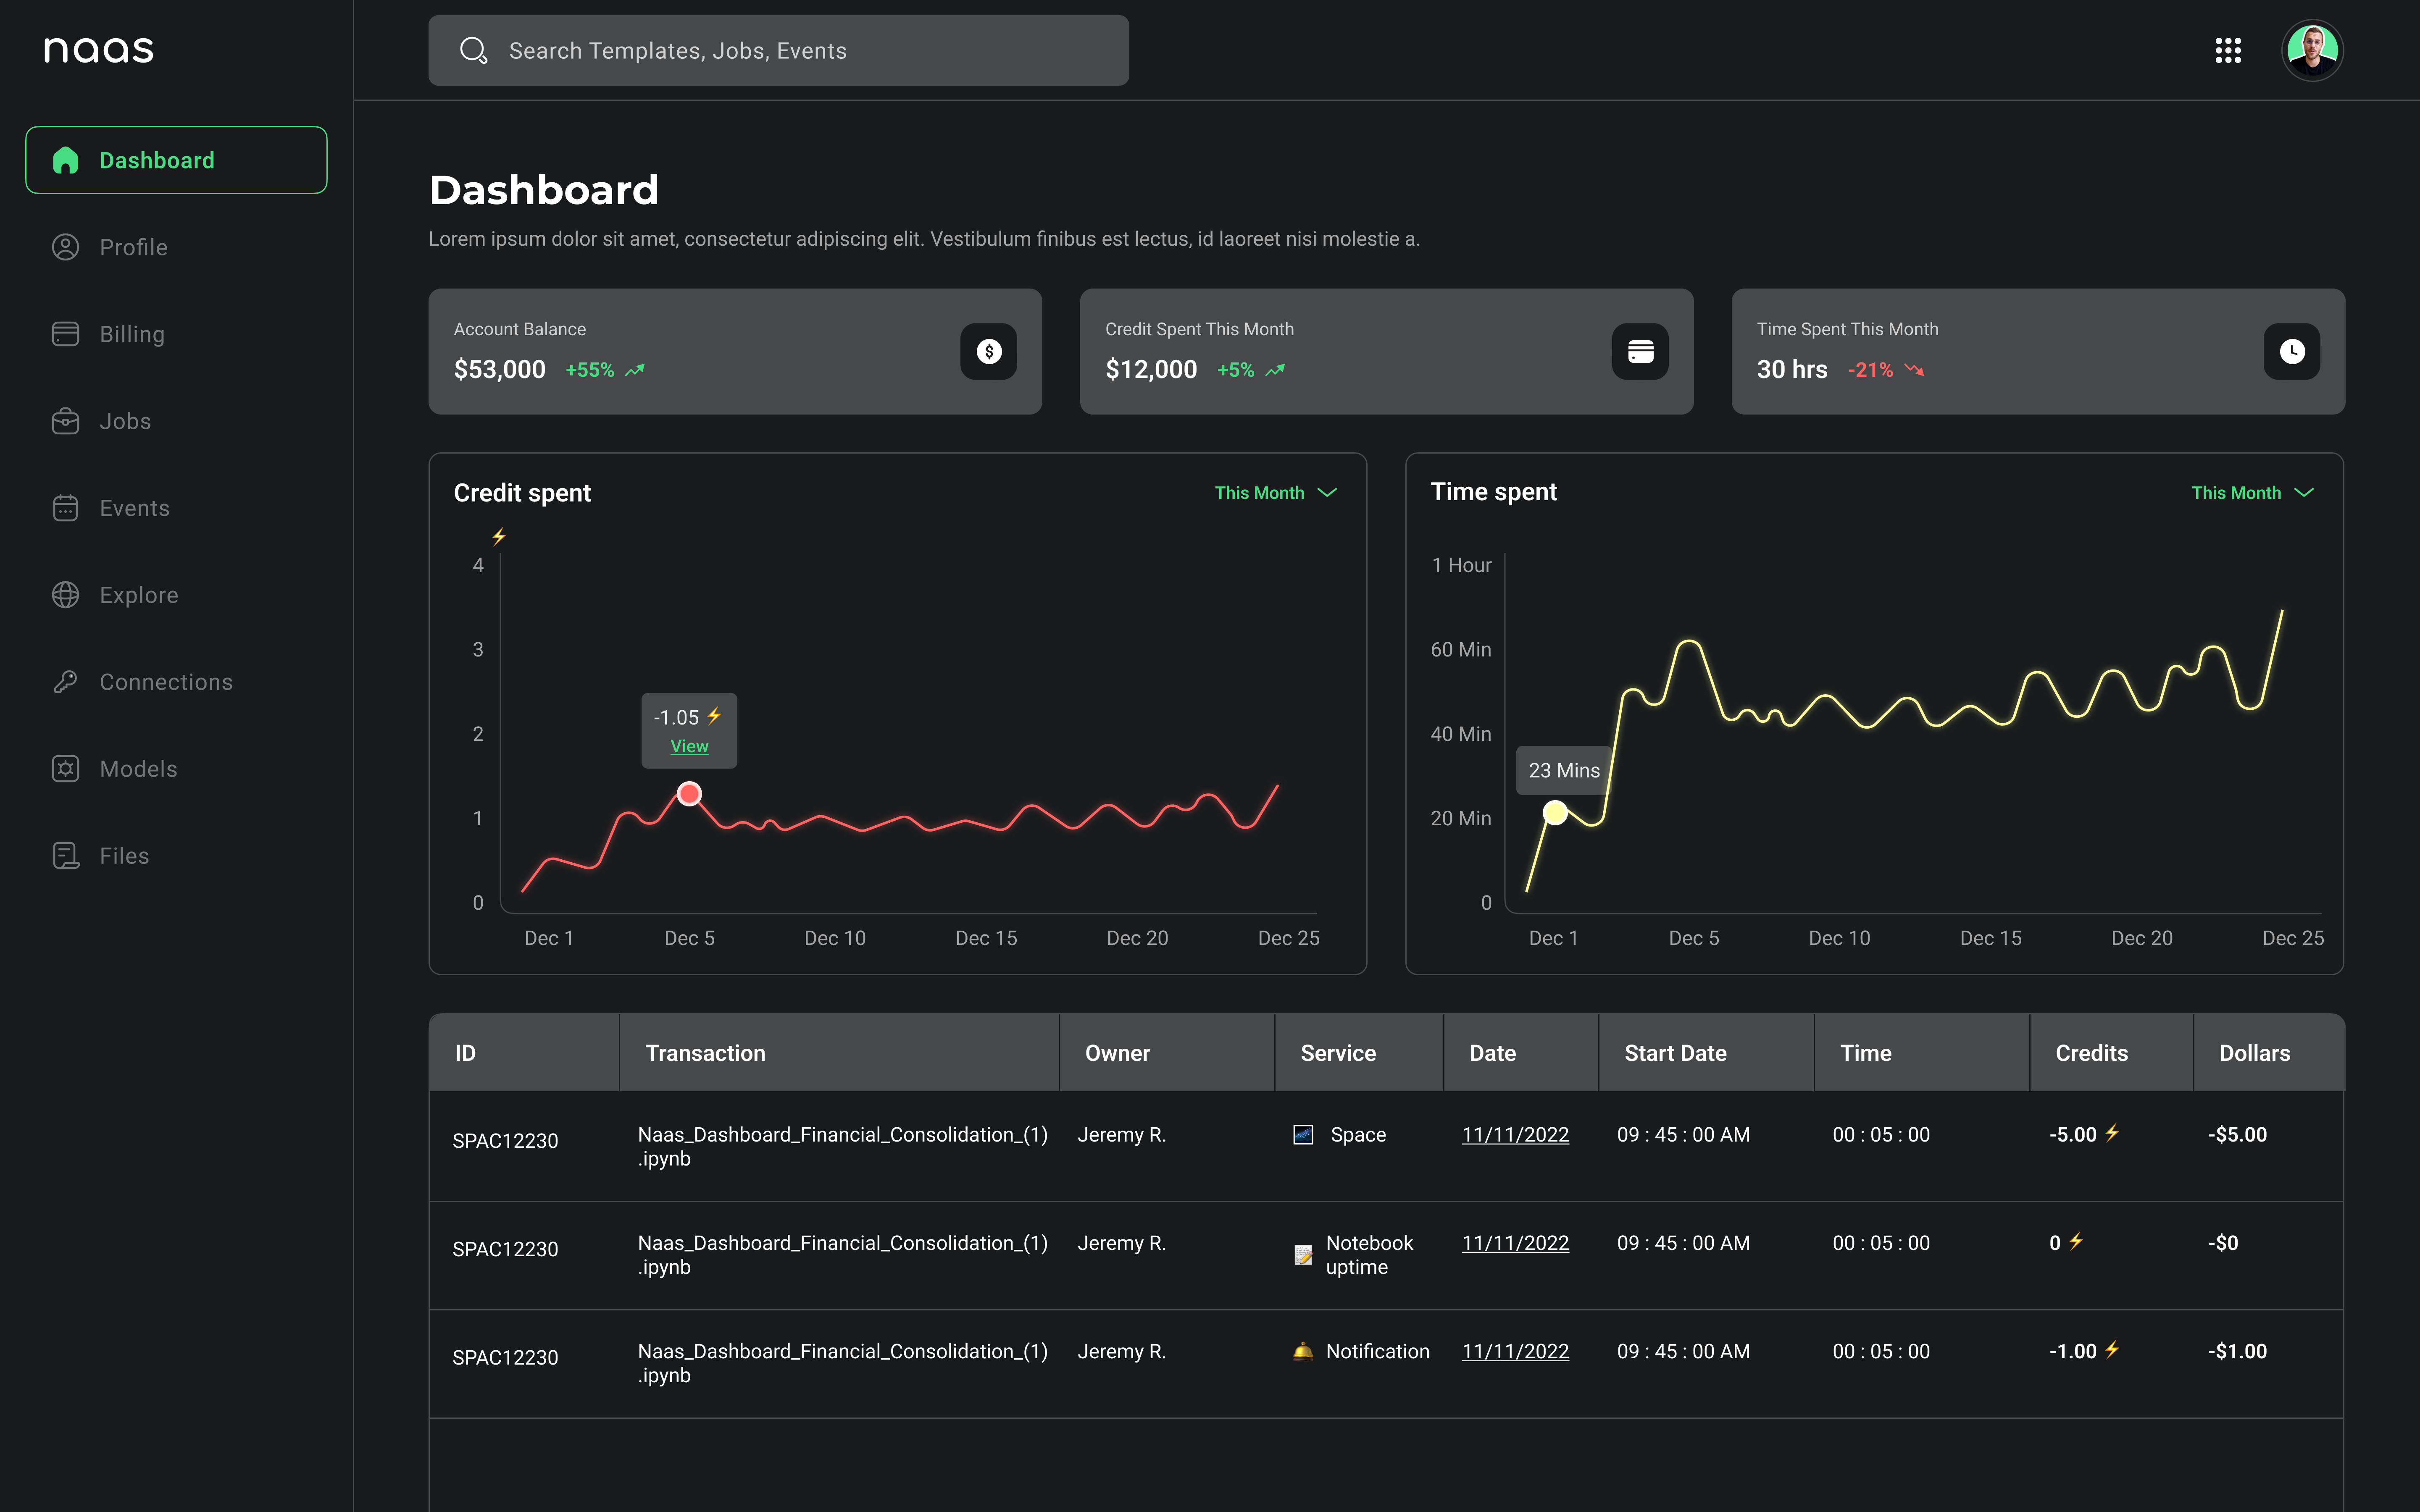 naas
Search Templates, Jobs, Events
Dashboard
Profile
Billing
Jobs
Events
Explore
Connections
Models
Files
Dashboard
Lorem ipsum dolor sit amet, consectetur adipiscing elit. Vestibulum finibus est lectus, id laoreet nisi molestie a.
Account Balance
$53,000 +55%
Credit Spent This Month
$12,000 +5%
Time Spent This Month
30 hrs -21%
Credit spent This Month
⚡
4
3
2
1
0
-1.05 ⚡
View
Dec 1 Dec 5 Dec 10 Dec 15 Dec 20 Dec 25
Time spent This Month
1 Hour
60 Min
40 Min
20 Min
0
23 Mins
Dec 1 Dec 5 Dec 10 Dec 15 Dec 20 Dec 25
ID Transaction Owner Service Date Start Date Time Credits Dollars
SPAC12230 Naas_Dashboard_Financial_Consolidation_(1) Jeremy R. Space 11/11/2022 09 : 45 : 00 AM 00 : 05 : 00 -5.00 ⚡ -$5.00
.ipynb
SPAC12230 Naas_Dashboard_Financial_Consolidation_(1) Jeremy R. Notebook 11/11/2022 09 : 45 : 00 AM 00 : 05 : 00 0 ⚡ -$0
.ipynb uptime
SPAC12230 Naas_Dashboard_Financial_Consolidation_(1) Jeremy R. Notification 11/11/2022 09 : 45 : 00 AM 00 : 05 : 00 -1.00 ⚡ -$1.00
.ipynb